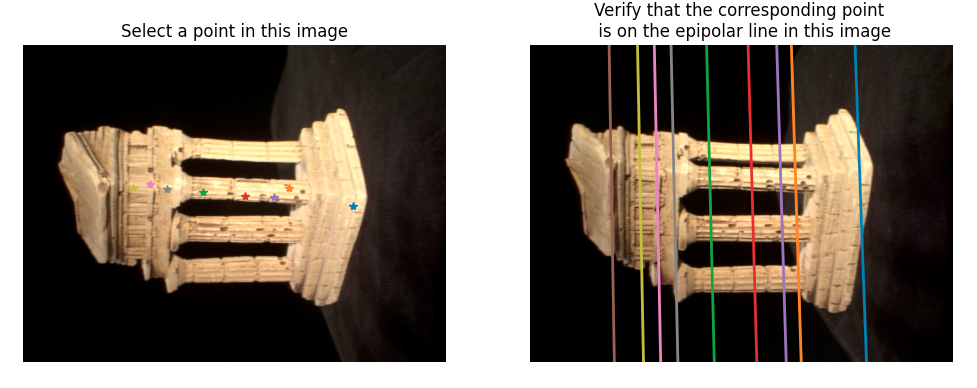 Select a point in this image
Verify that the corresponding point
is on the epipolar line in this image